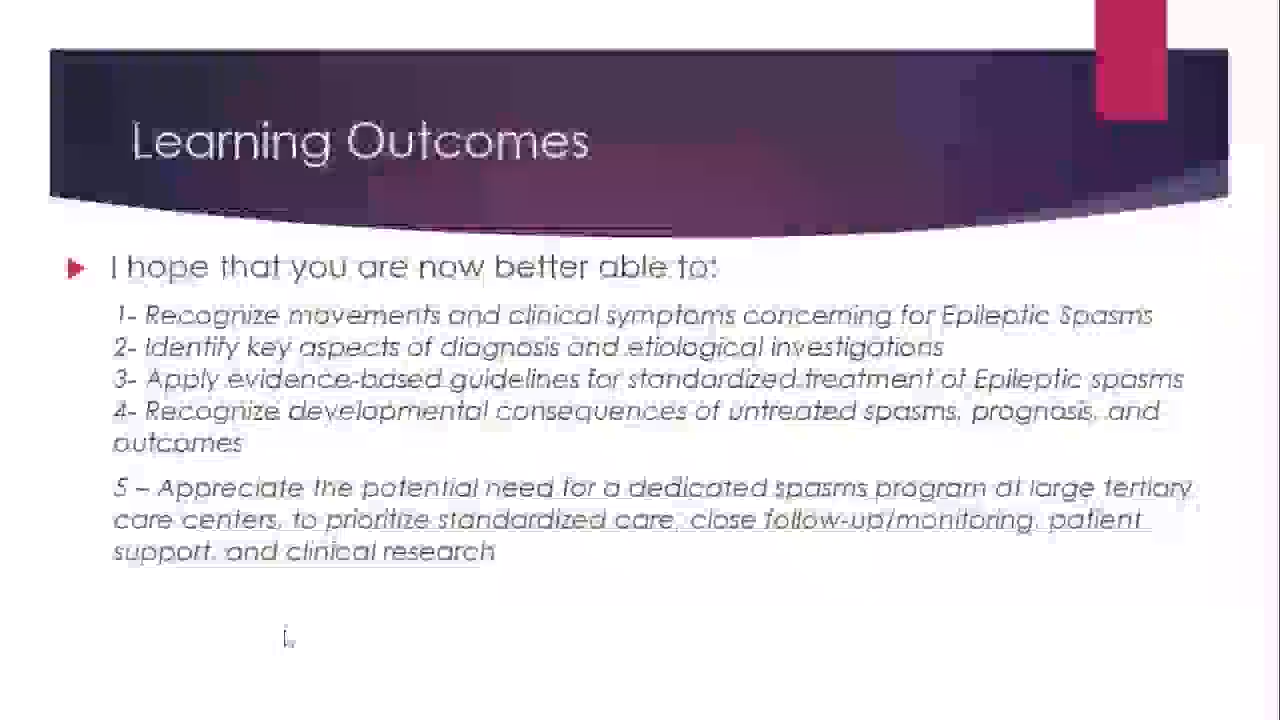 Learning Outcomes
I hope that you are now better able to:
1- Recognize movements and clinical symptoms concerning for Epileptic Spasms
2- Identify key aspects of diagnosis and etiological investigations
3- Apply evidence-based guidelines for standardized treatment of Epileptic spasms
4- Recognize developmental consequences of untreated spasms, prognosis, and
outcomes
5 – Appreciate the potential need for a dedicated spasms program at large tertiary
care centers, to prioritize standardized care, close follow-up/monitoring, patient
support, and clinical research